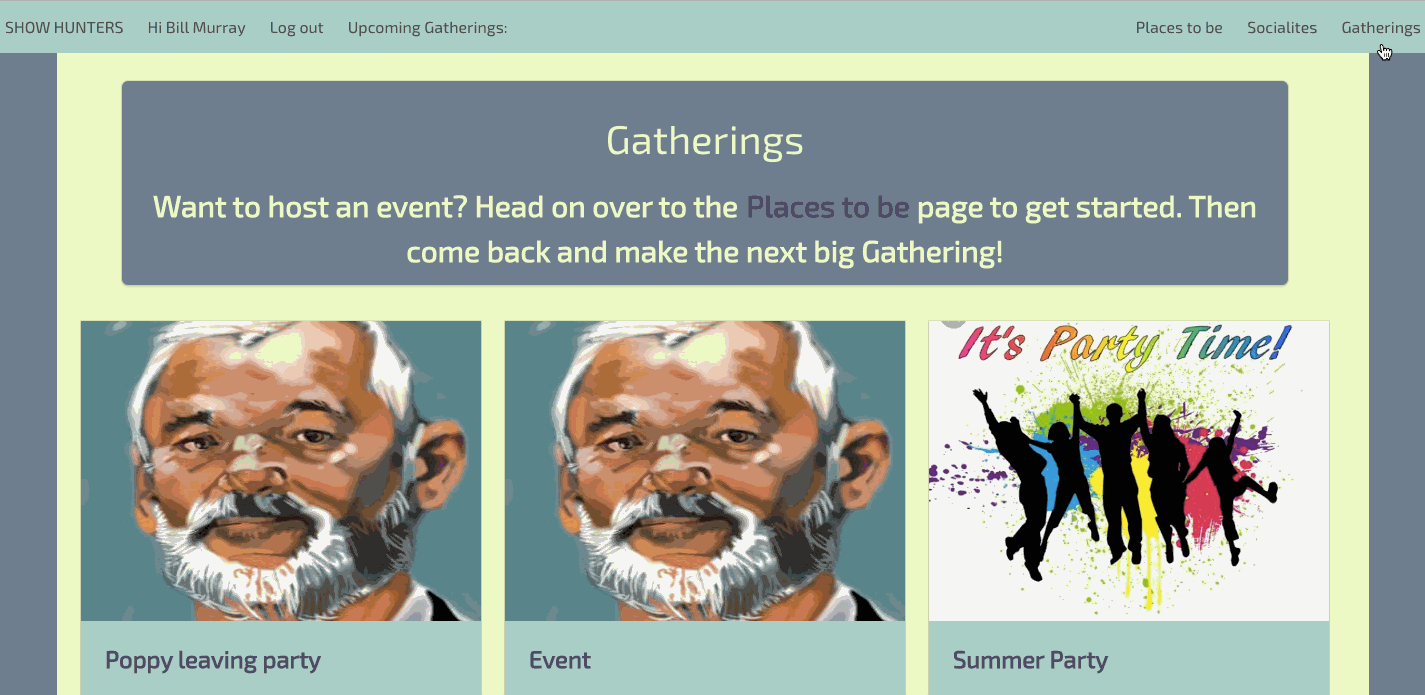 SHOW HUNTERS Hi Bill Murray Log out Upcoming Gatherings: Places to be Socialites Gatherings
Gatherings
Want to host an event? Head on over to the Places to be page to get started. Then
come back and make the next big Gathering!
It's Party Time!
Poppy leaving party
Event
Summer Party